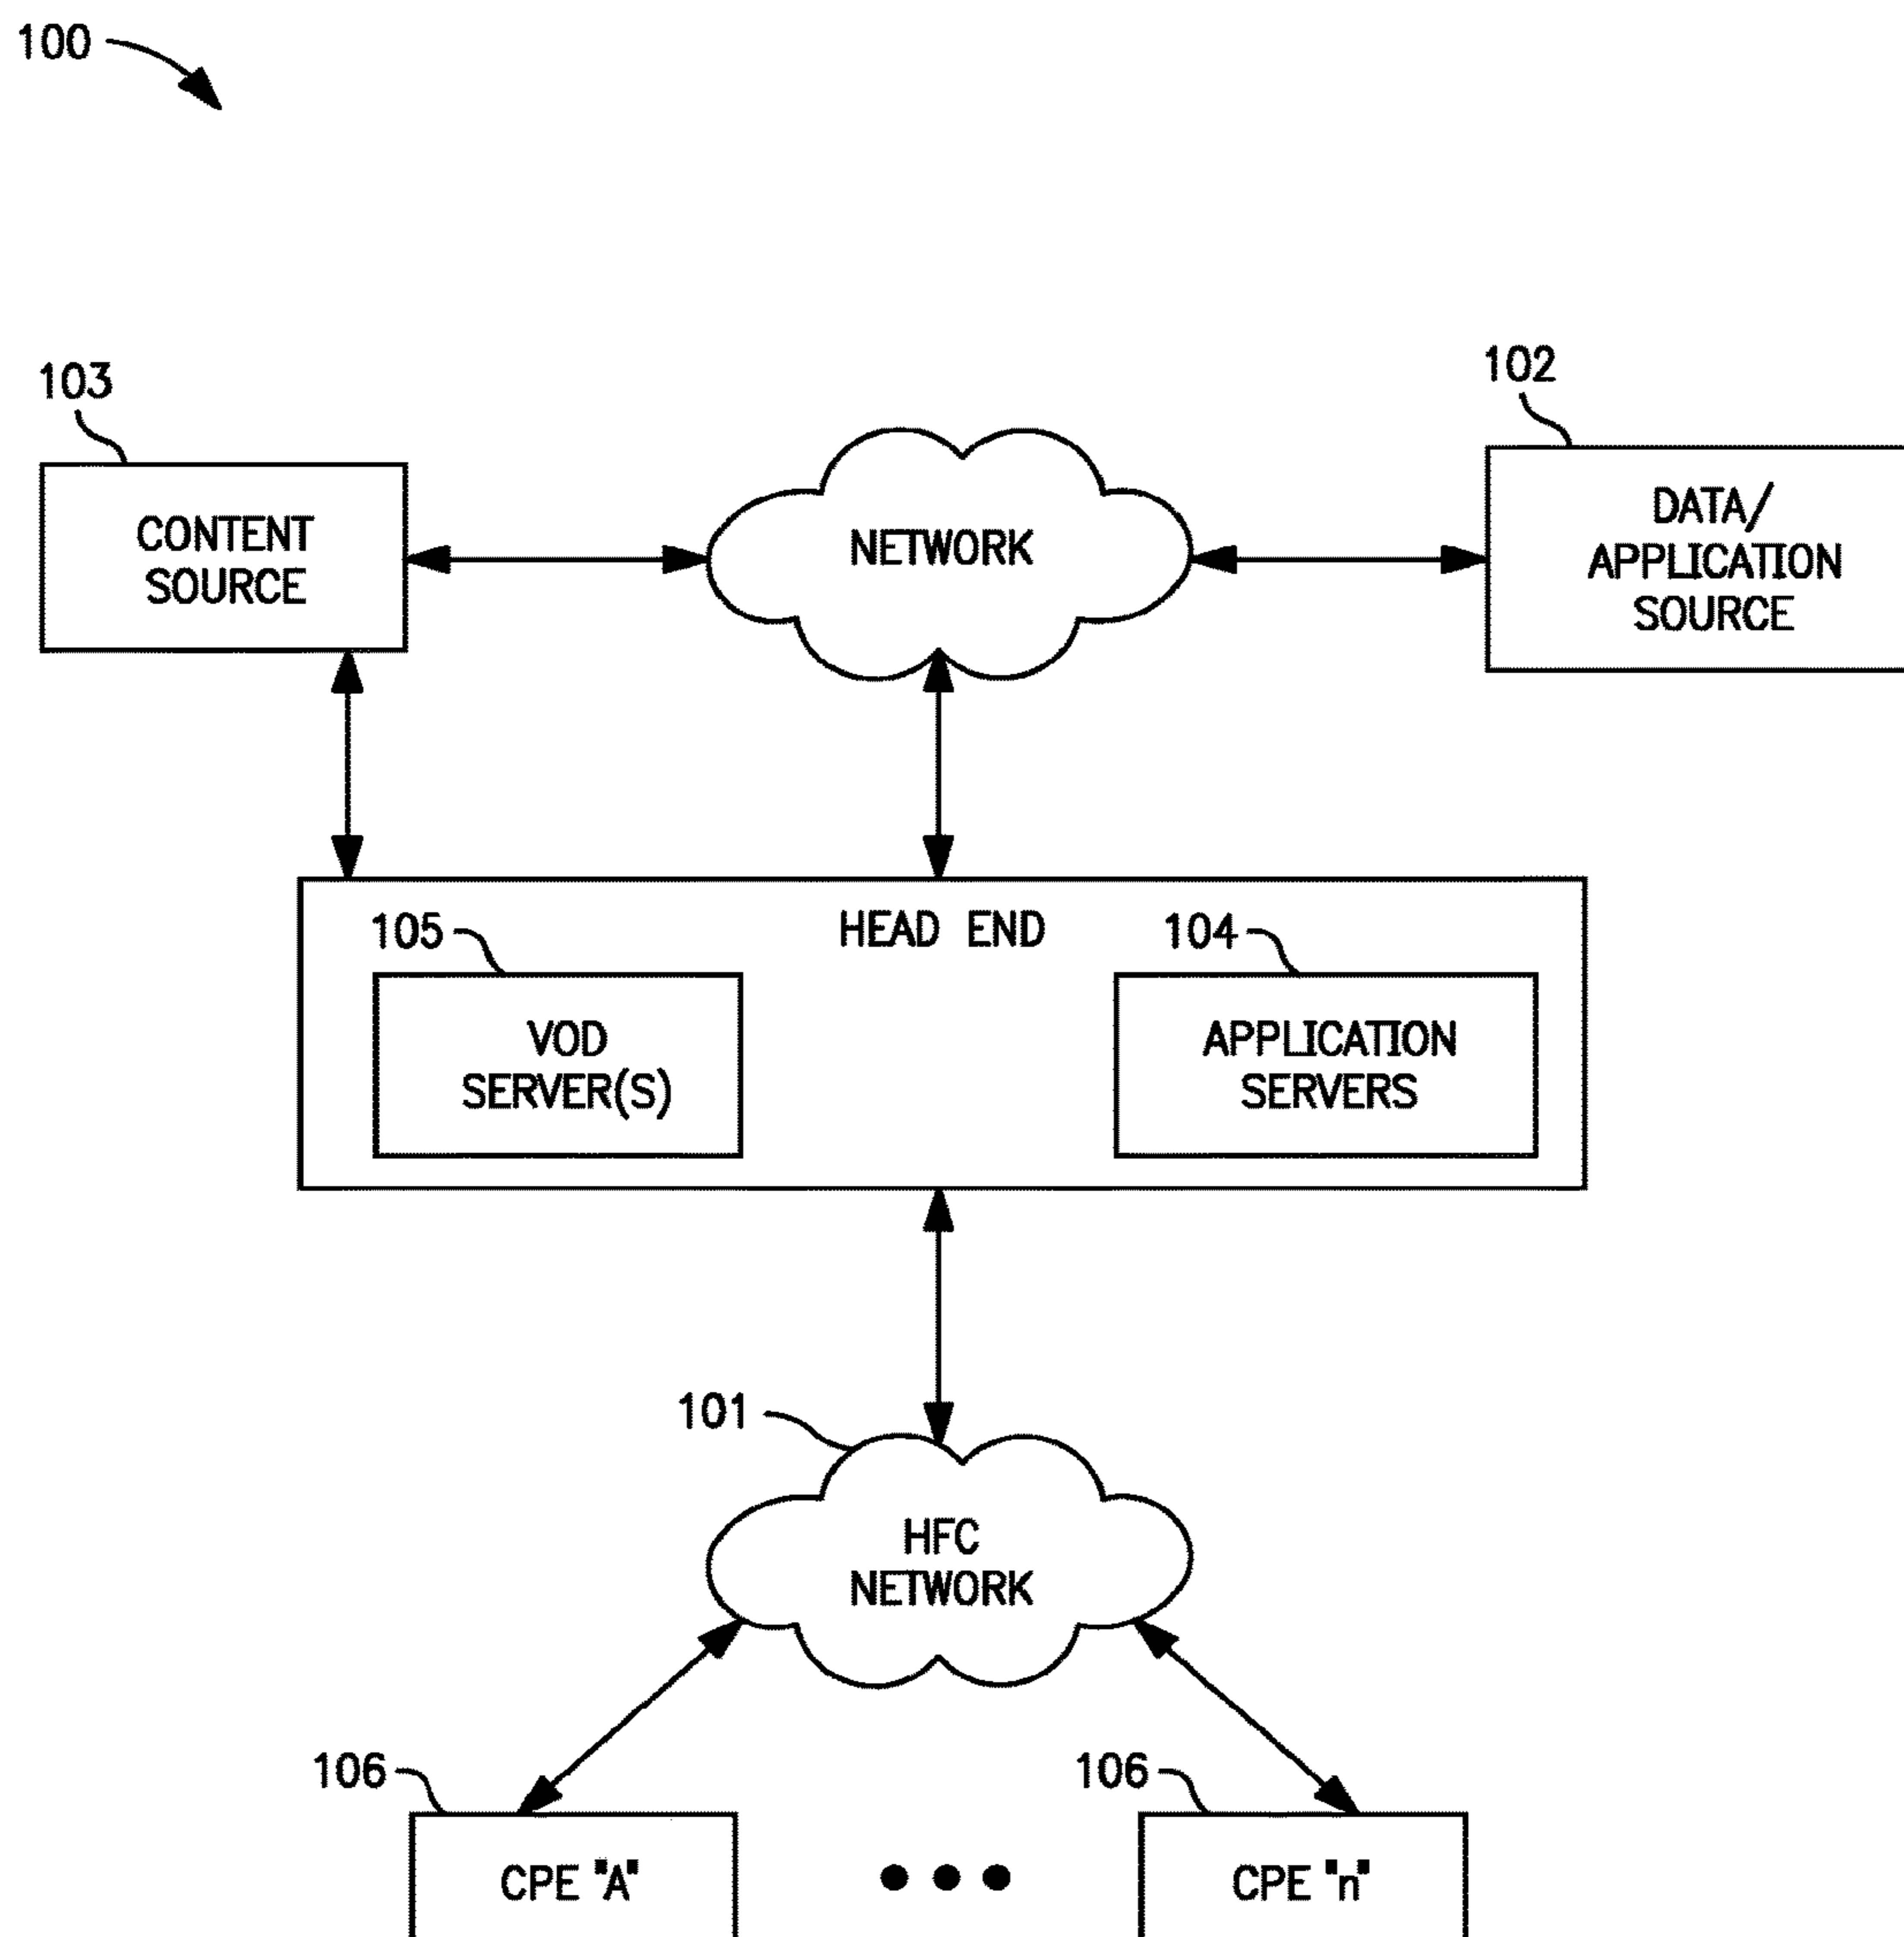 100
103
102
CONTENT
SOURCE
NETWORK
DATA/
APPLICATION
SOURCE
HEAD END
105
104
VOD
SERVER(S)
APPLICATION
SERVERS
101
HFC
NETWORK
106
106
CPE "A"
CPE "n"